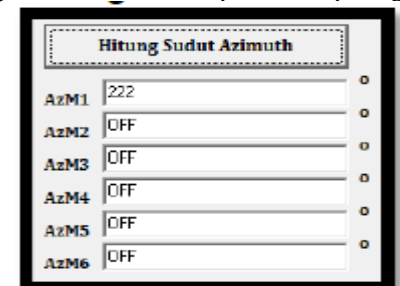 Hitung Sudut Azimuth
AzM1 222 °
AzM2 OFF °
AzM3 OFF °
AzM4 OFF °
AzM5 OFF °
AzM6 OFF °